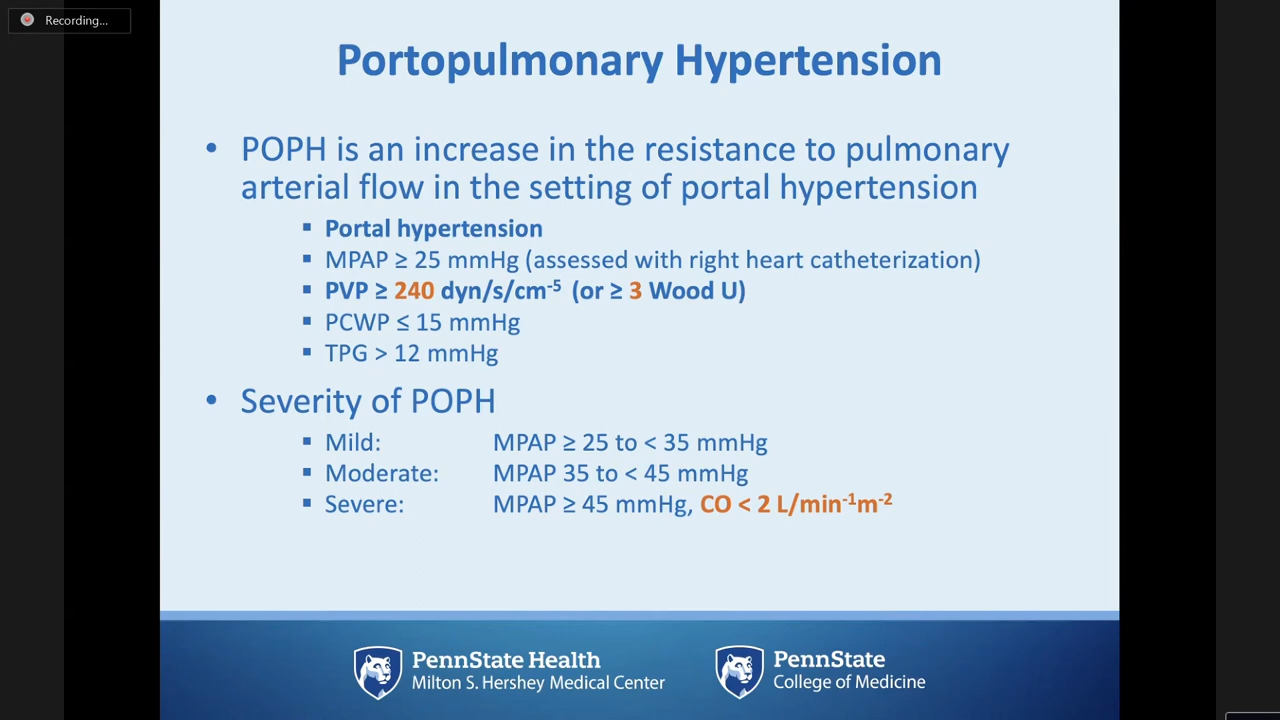 Recording...
Portopulmonary Hypertension
• POPH is an increase in the resistance to pulmonary
arterial flow in the setting of portal hypertension
▪ Portal hypertension
▪ MPAP ≥ 25 mmHg (assessed with right heart catheterization)
▪ PVP ≥ 240 dyn/s/cm⁻⁵ (or ≥ 3 Wood U)
▪ PCWP ≤ 15 mmHg
▪ TPG > 12 mmHg
• Severity of POPH
▪ Mild: MPAP ≥ 25 to < 35 mmHg
▪ Moderate: MPAP 35 to < 45 mmHg
▪ Severe: MPAP ≥ 45 mmHg, CO < 2 L/min⁻¹m⁻²
PennState Health
Milton S. Hershey Medical Center
PennState
College of Medicine